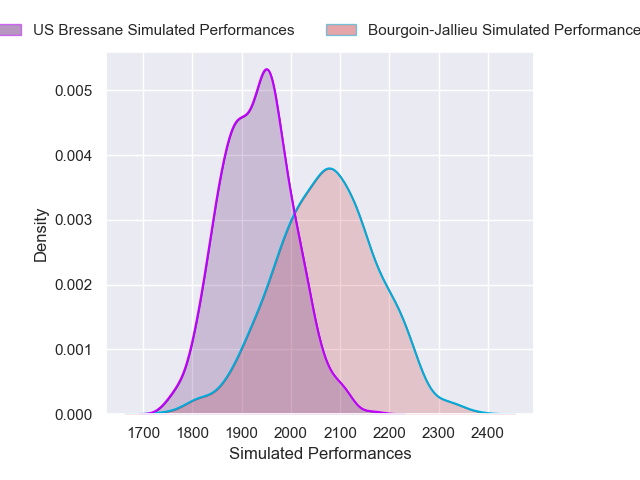 US Bressane Simulated Performances
Bourgoin-Jallieu Simulated Performance
0.005
0.004
0.003
0.002
0.001
0.000
Density
1700 1800 1900 2000 2100 2200 2300 2400
Simulated Performances